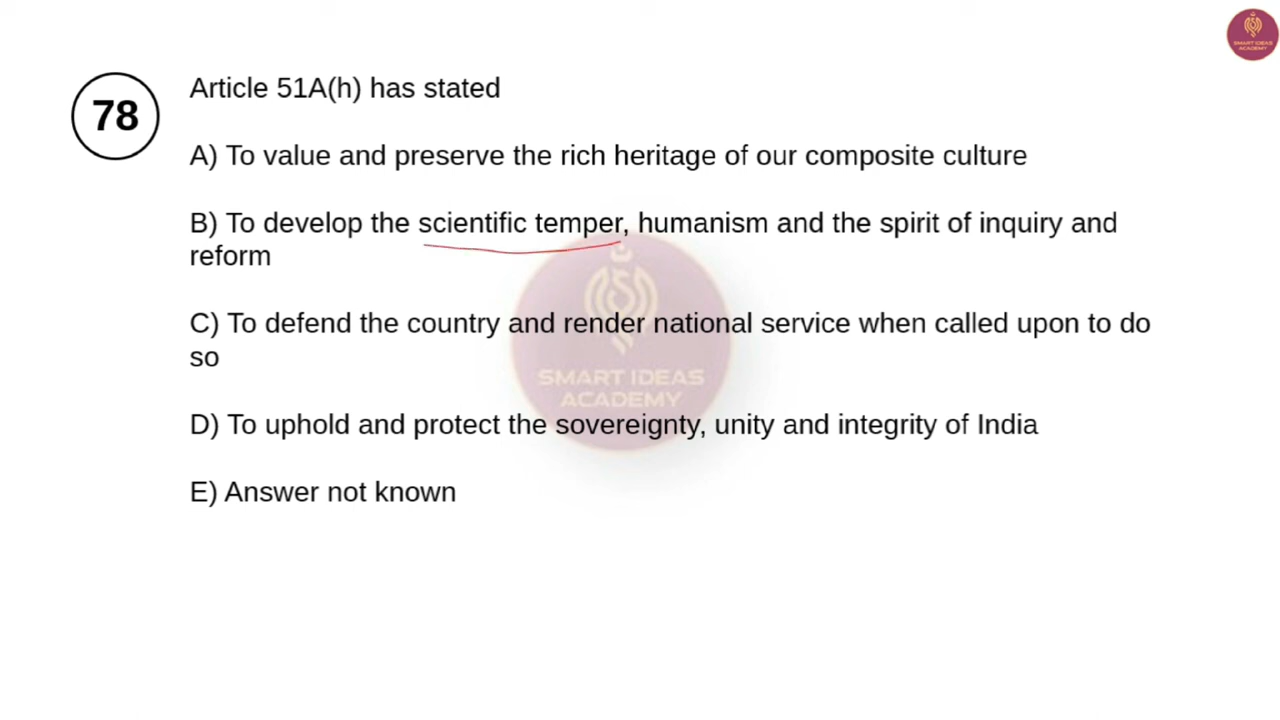 SMART IDEAS
ACADEMY
78
Article 51A(h) has stated
A) To value and preserve the rich heritage of our composite culture
B) To develop the scientific temper, humanism and the spirit of inquiry and
reform
C) To defend the country and render national service when called upon to do
so
SMART IDEAS
ACADEMY
D) To uphold and protect the sovereignty, unity and integrity of India
E) Answer not known